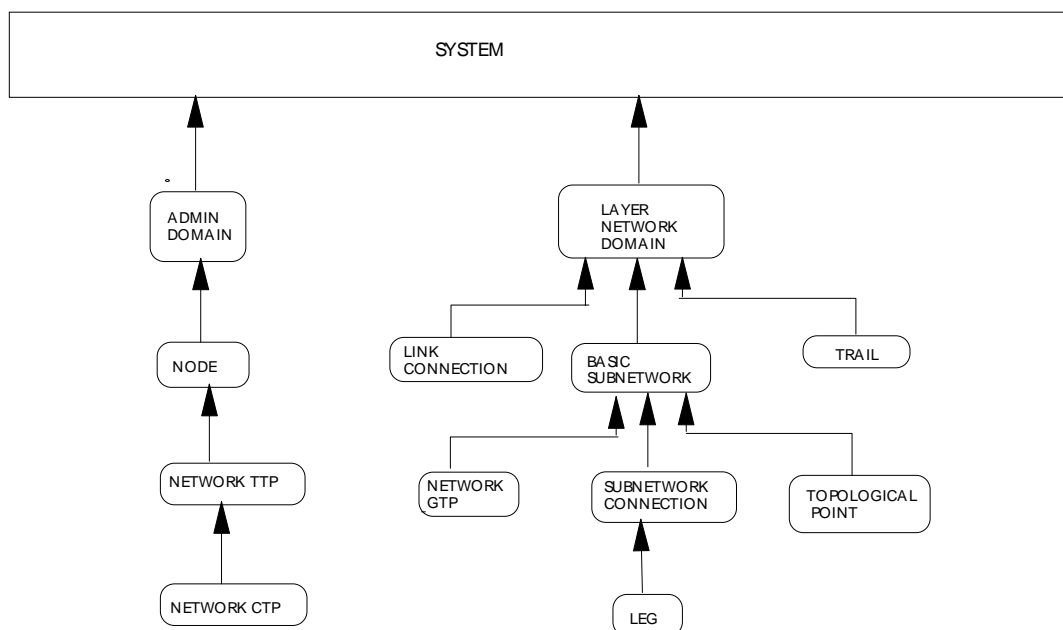 SYSTEM
ADMIN
DOMAIN
LAYER
NETWORK
DOMAIN
NODE
LINK
CONNECTION
BASIC
SUBNETWORK
TRAIL
NETWORK TTP
NETWORK
GTP
SUBNETWORK
CONNECTION
TOPOLOGICAL
POINT
NETWORK CTP
LEG